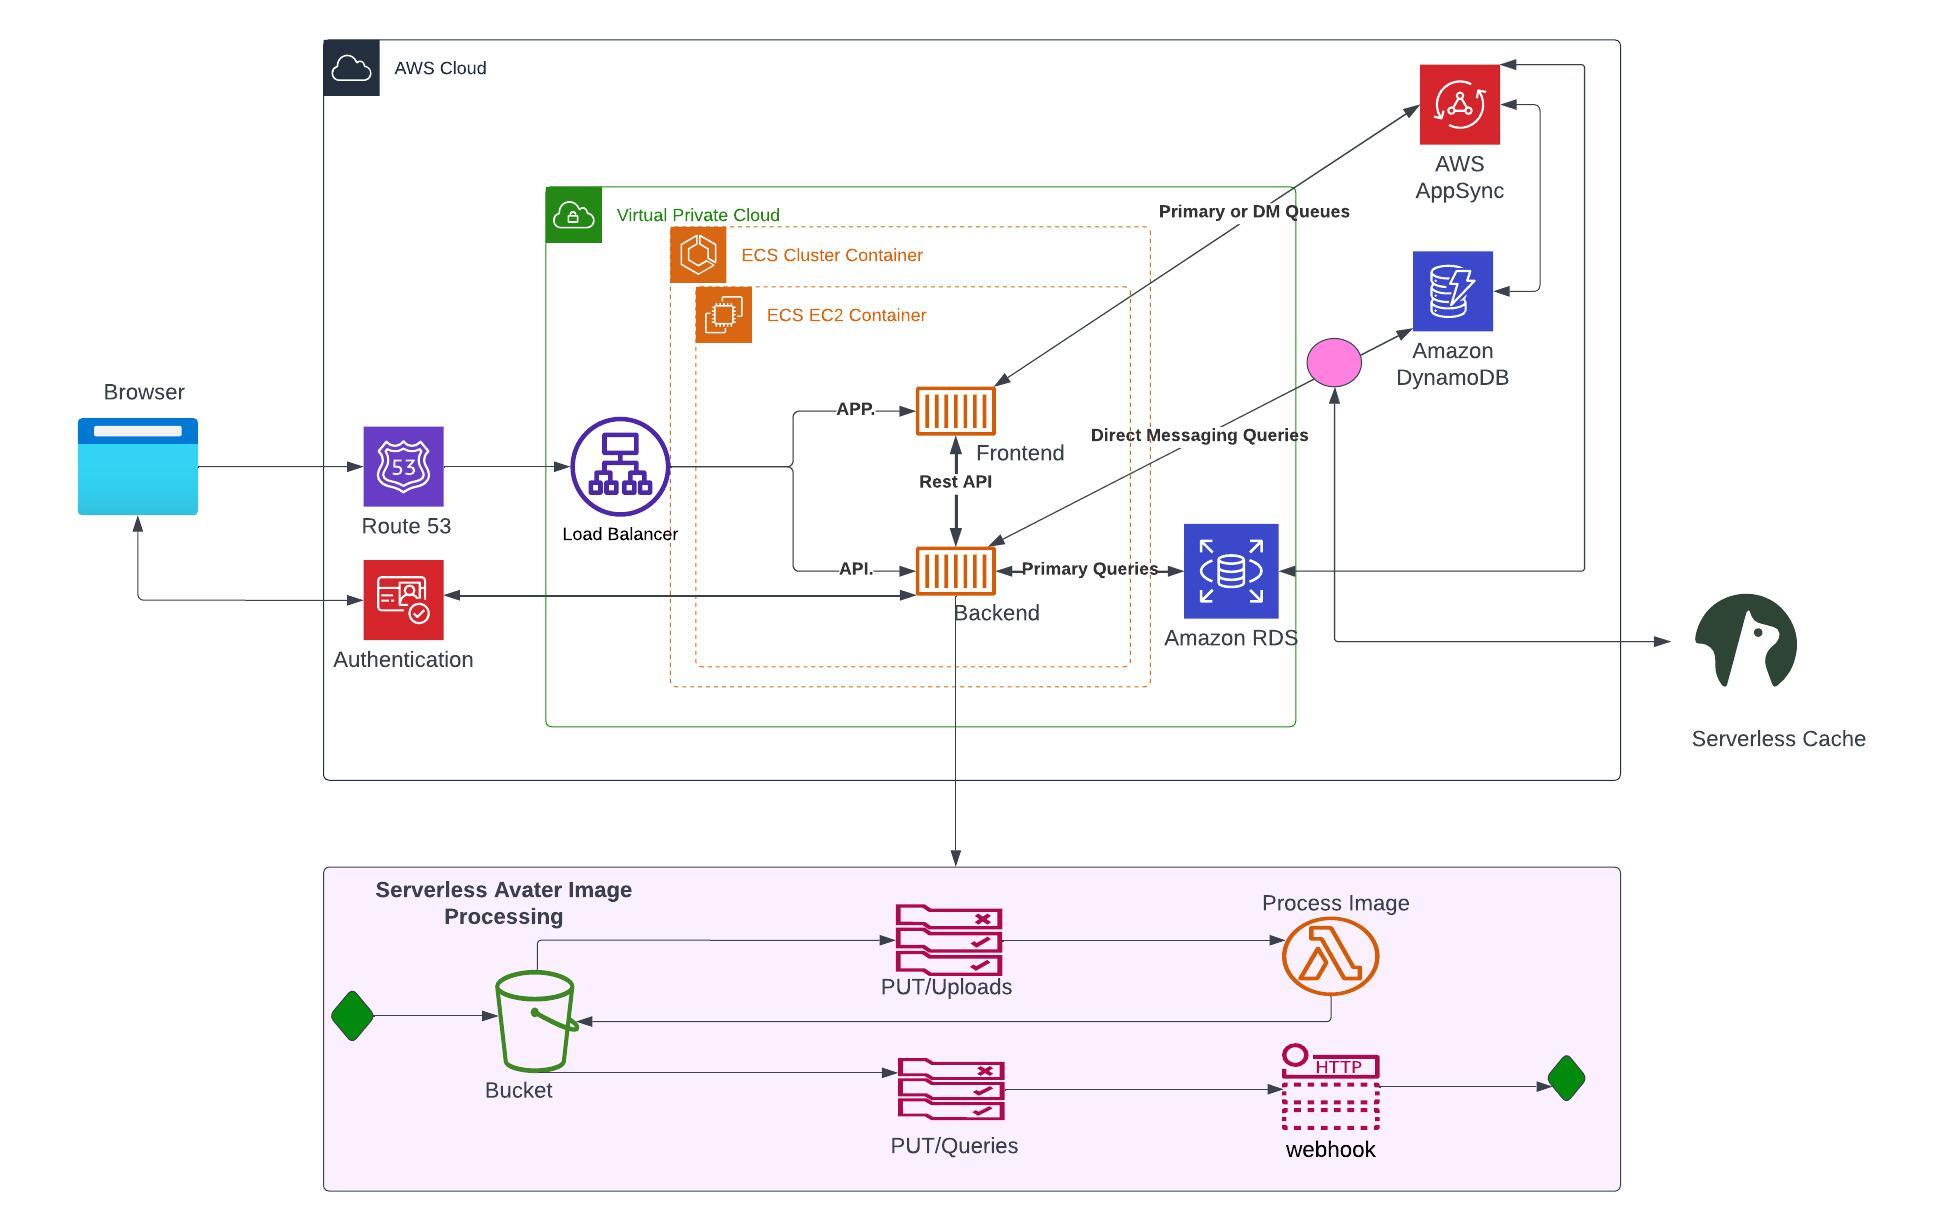 AWS Cloud
AWS
AppSync
Primary or DM Queues
Virtual Private Cloud
ECS Cluster Container
ECS EC2 Container
Amazon
DynamoDB
Browser
APP.
Direct Messaging Queries
Frontend
53
Rest API
Route 53
Load Balancer
API.
Primary Queries
Backend
Amazon RDS
Authentication
Serverless Cache
Serverless Avater Image
Processing
Process Image
PUT/Uploads
Bucket
HTTP
PUT/Queries
webhook